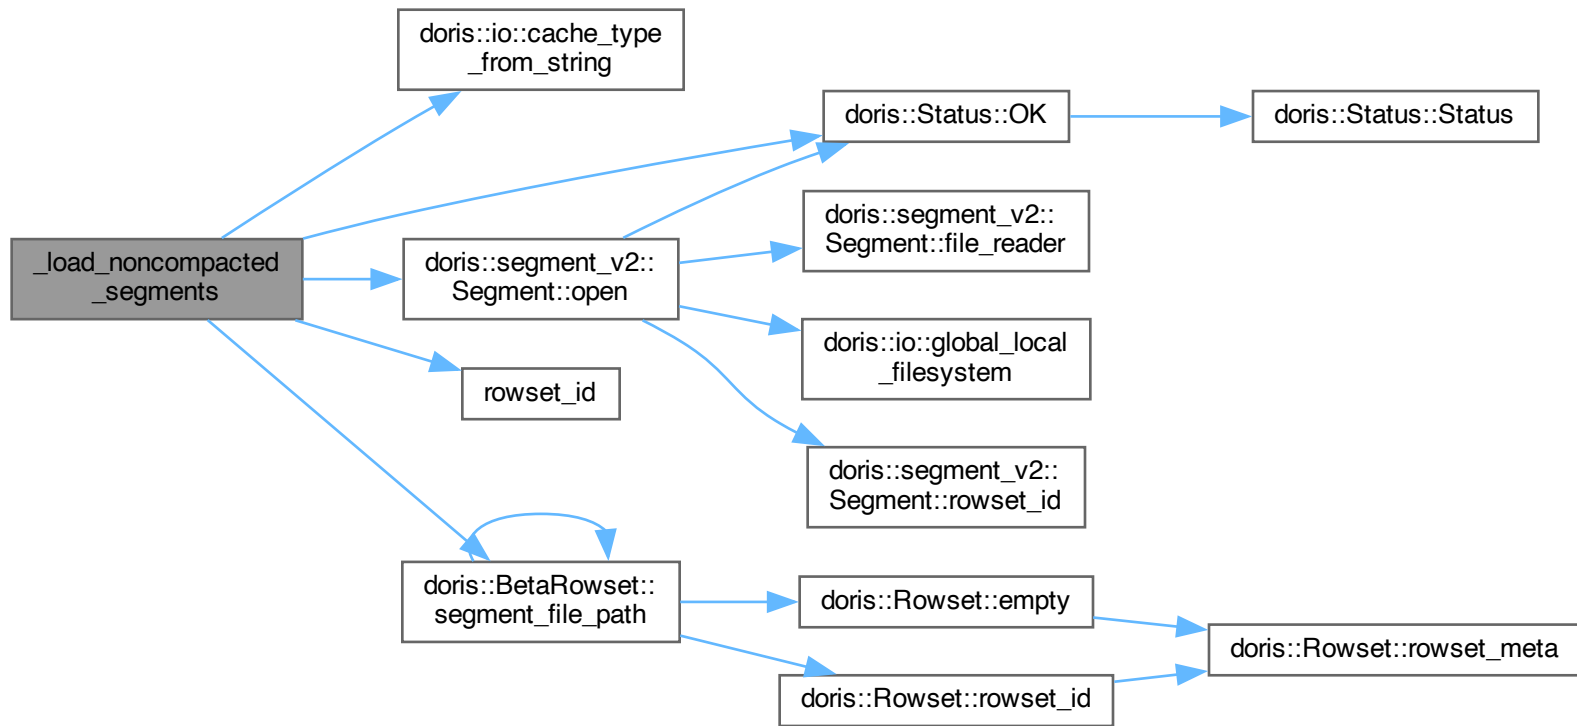 doris::io::cache_type
_from_string
doris::Status::OK
doris::Status::Status
doris::segment_v2::
Segment::file_reader
_load_noncompacted
_segments
doris::segment_v2::
Segment::open
doris::io::global_local
_filesystem
rowset_id
doris::segment_v2::
Segment::rowset_id
doris::BetaRowset::
segment_file_path
doris::Rowset::empty
doris::Rowset::rowset_meta
doris::Rowset::rowset_id